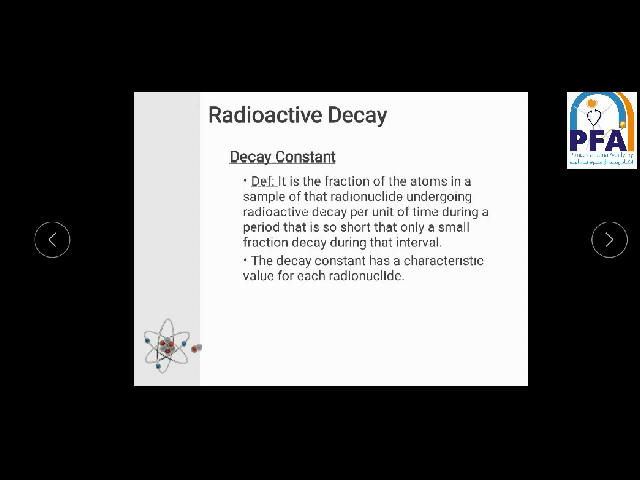 Radioactive Decay
Decay Constant
• Def: It is the fraction of the atoms in a
sample of that radionuclide undergoing
radioactive decay per unit of time during a
period that is so short that only a small
fraction decay during that interval.
• The decay constant has a characteristic
value for each radionuclide.
PFA